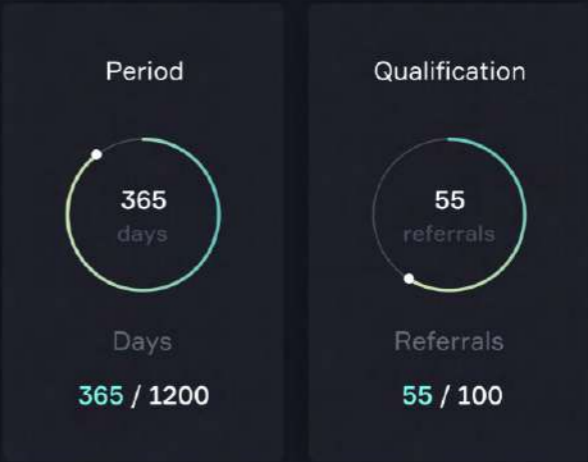 Period
365
days
Days
365 / 1200
Qualification
55
referrals
Referrals
55 / 100